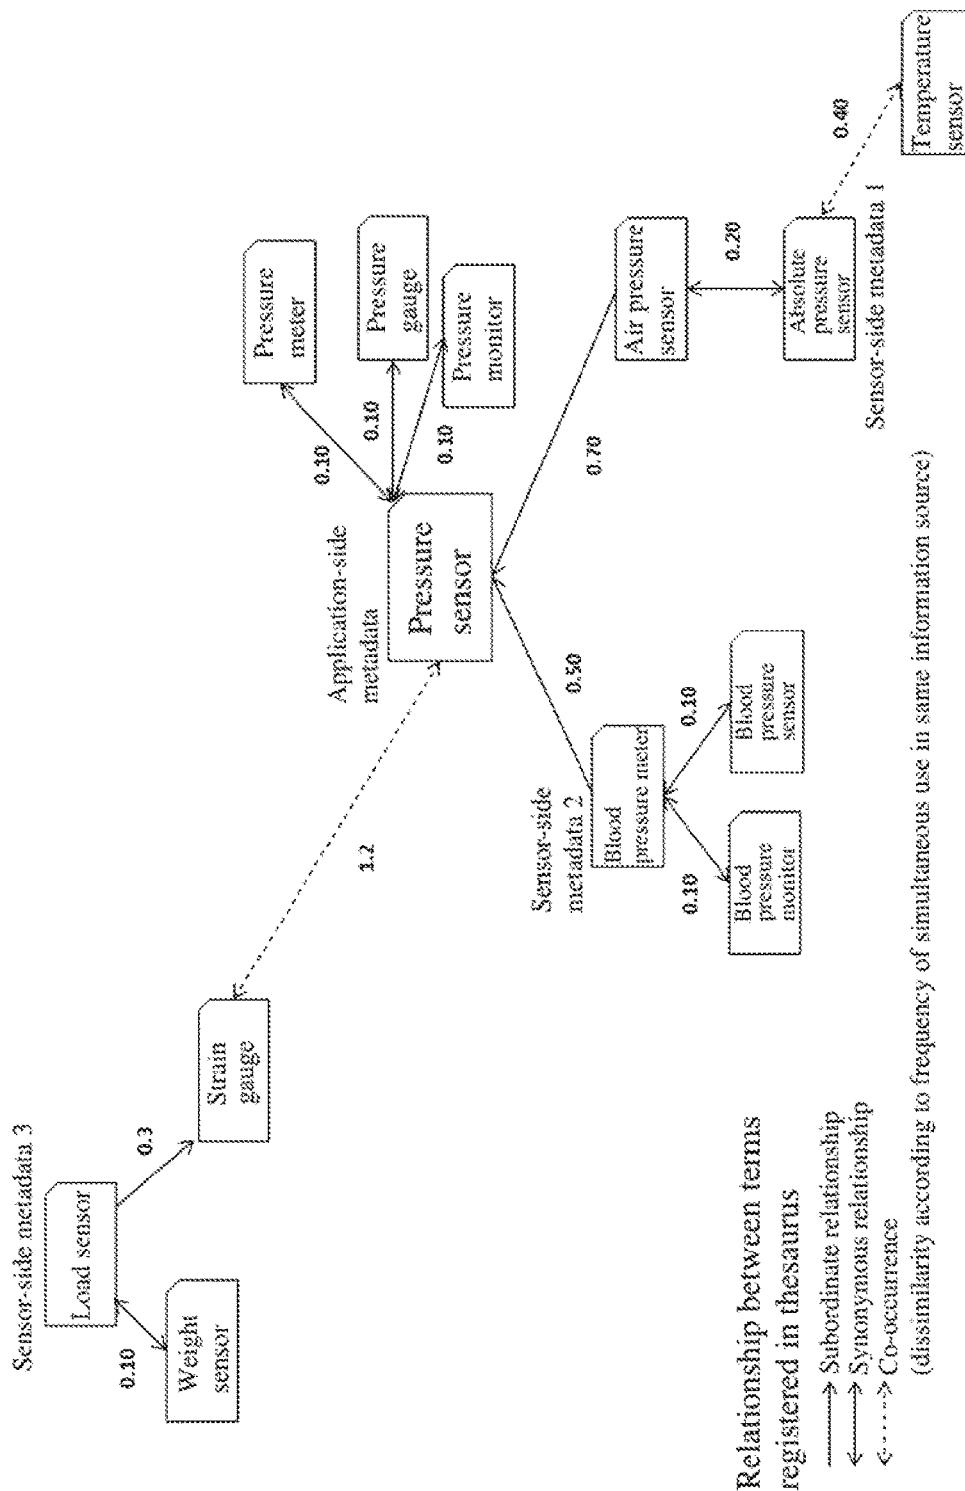 Sensor-side metadata 3
Load sensor
0.10
Weight
sensor
0.3
Strain
gauge
1.2
Application-side
metadata
Pressure
sensor
0.10
Pressure
meter
0.10
Pressure
gauge
0.10
Pressure
monitor
Sensor-side
metadata 2
Blood
pressure meter
0.50
0.10
Blood
pressure
monitor
0.10
Blood
pressure
sensor
0.70
Air pressure
sensor
0.20
Absolute
pressure
sensor
Sensor-side metadata 1
0.40
Temperature
sensor
Relationship between terms
registered in thesaurus
Subordinate relationship
Synonymous relationship
Co-occurrence
(dissimilarity according to frequency of simultaneous use in same information source)